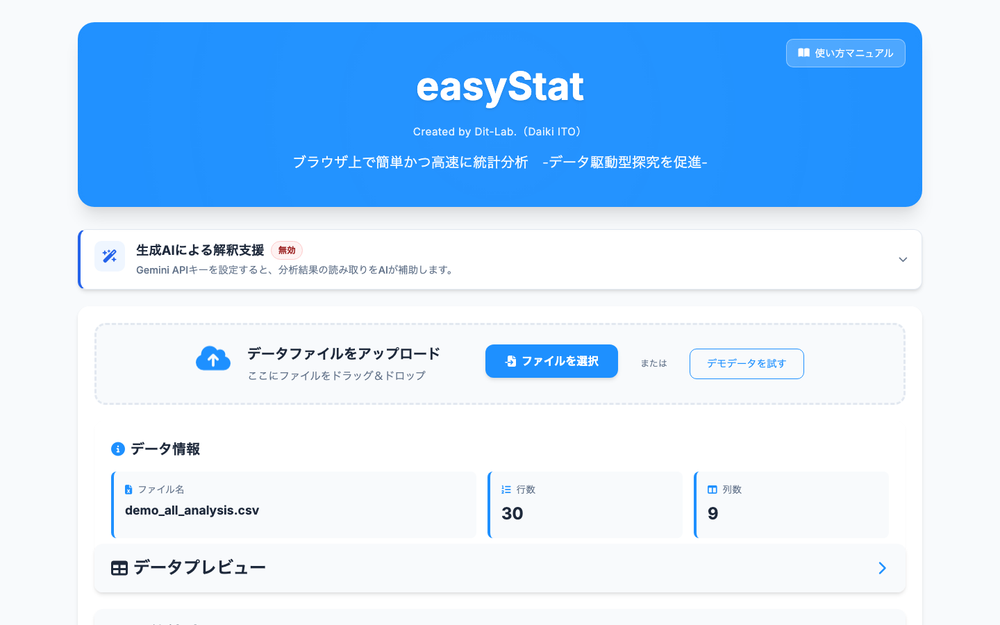 使い方マニュアル
easyStat
Created by Dit-Lab.（Daiki ITO）
ブラウザ上で簡単かつ高速に統計分析　-データ駆動型探究を促進-
生成AIによる解釈支援 無効
Gemini APIキーを設定すると、分析結果の読み取りをAIが補助します。
データファイルをアップロード
ここにファイルをドラッグ＆ドロップ
ファイルを選択
または
デモデータを試す
データ情報
ファイル名
demo_all_analysis.csv
行数
30
列数
9
データプレビュー